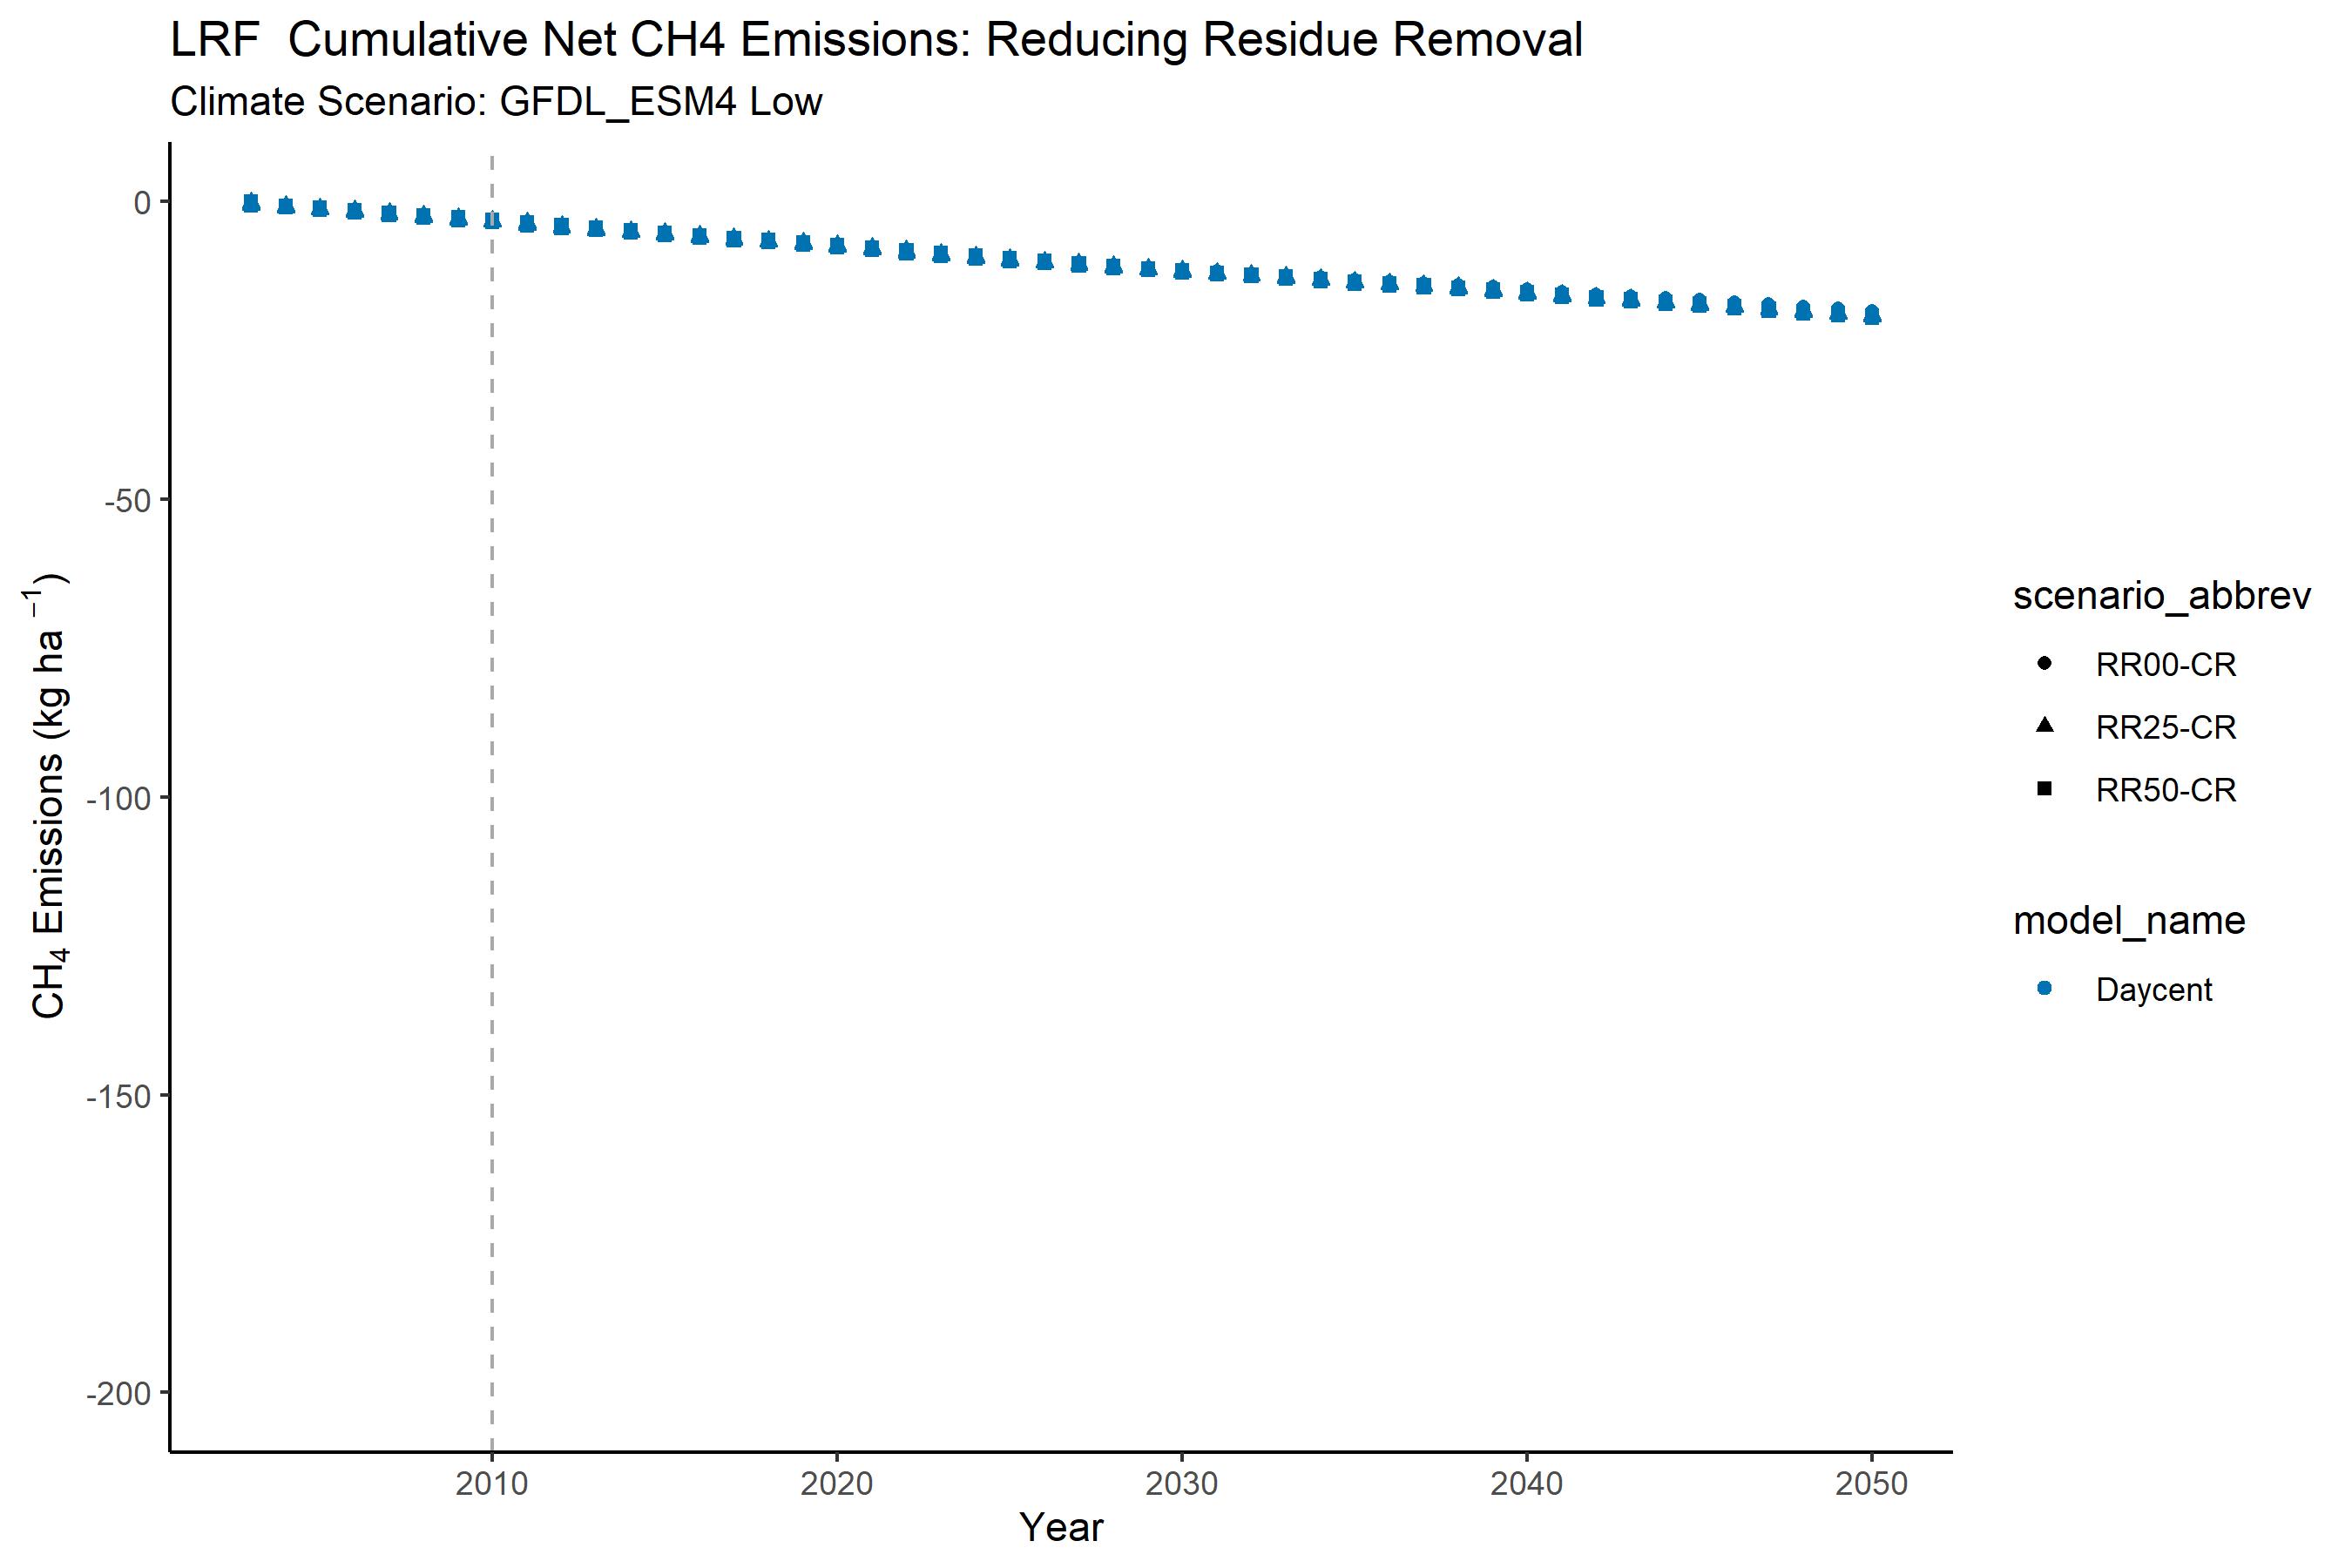 LRF  Cumulative Net CH4 Emissions: Reducing Residue Removal
Climate Scenario: GFDL_ESM4 Low
CH₄ Emissions (kg ha ⁻¹)
0
-50
-100
-150
-200
2010
2020
2030
2040
2050
Year
scenario_abbrev
RR00-CR
RR25-CR
RR50-CR
model_name
Daycent